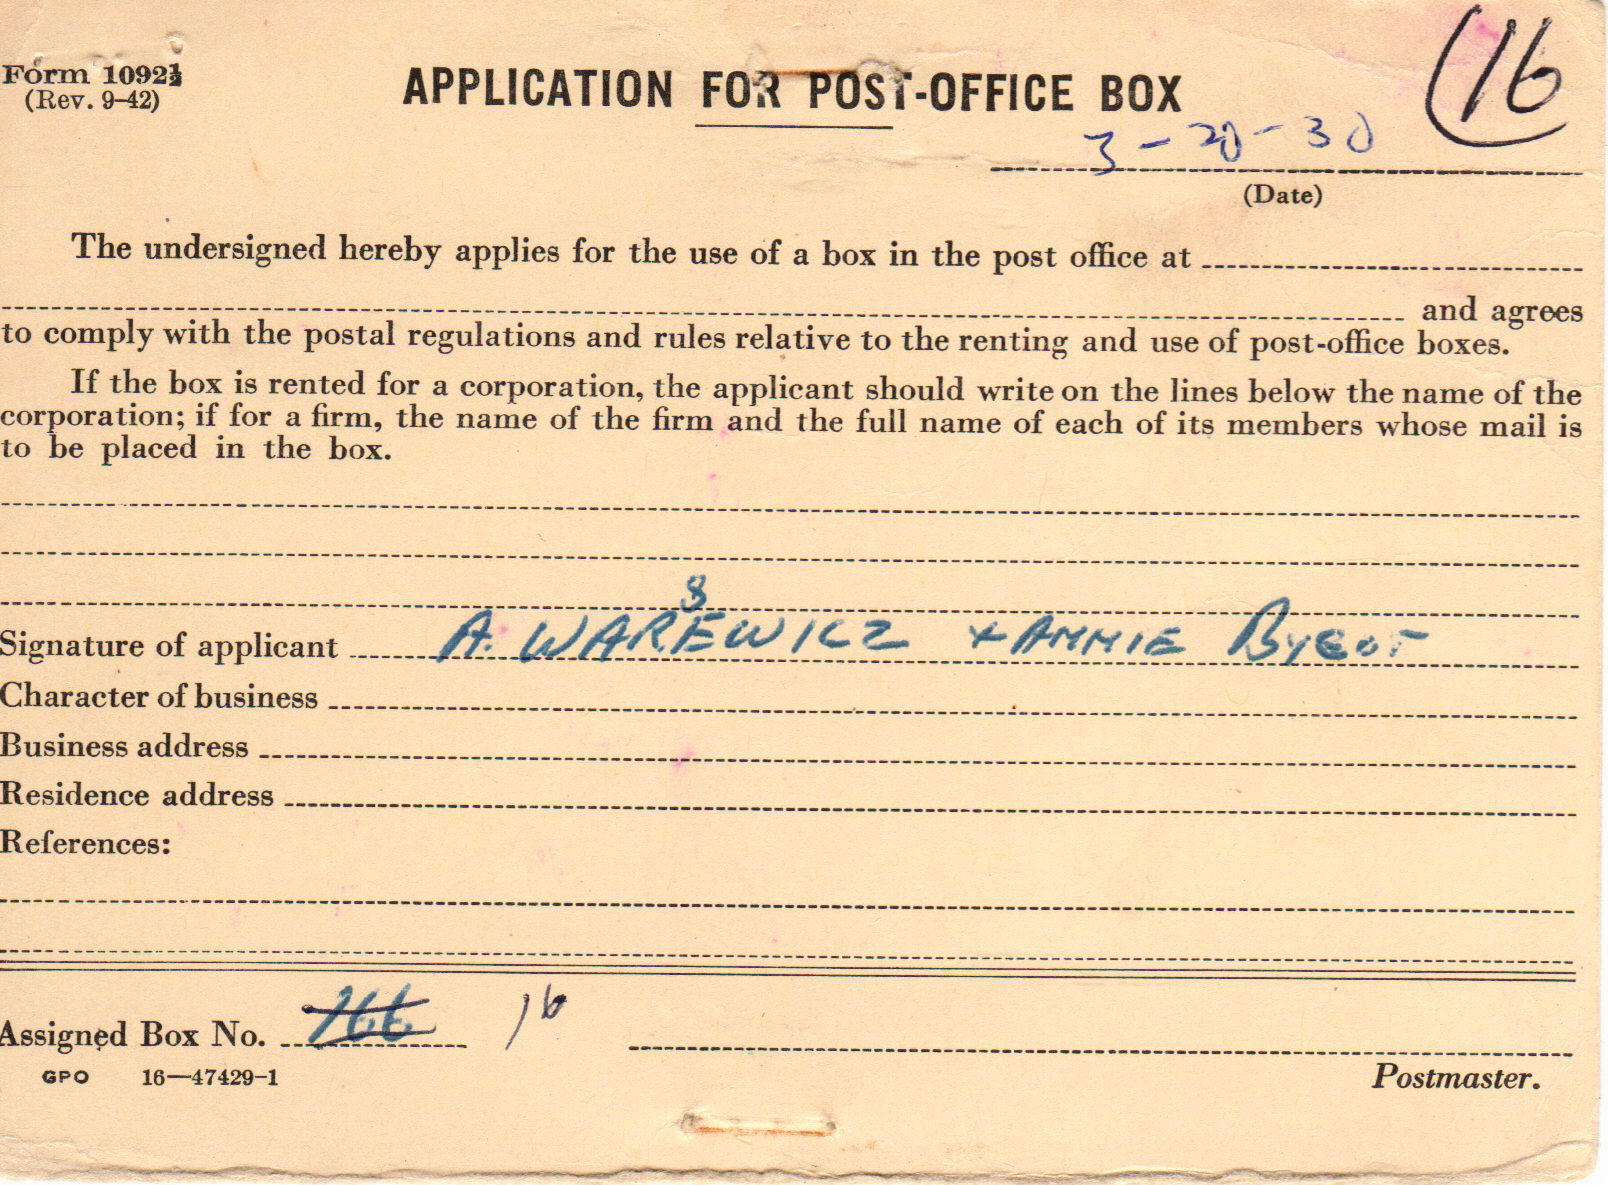 Form 1092½
(Rev. 9–42)
APPLICATION FOR POST-OFFICE BOX
16
3 – 20 – 30
(Date)
The undersigned hereby applies for the use of a box in the post office at
and agrees
to comply with the postal regulations and rules relative to the renting and use of post-office boxes.
If the box is rented for a corporation, the applicant should write on the lines below the name of the
corporation; if for a firm, the name of the firm and the full name of each of its members whose mail is
to be placed in the box.
Signature of applicant A. WAREWICZ + AMMIE
Character of business
Business address
Residence address
References:
Assigned Box No. 766 16
GPO 16—47429-1
Postmaster.